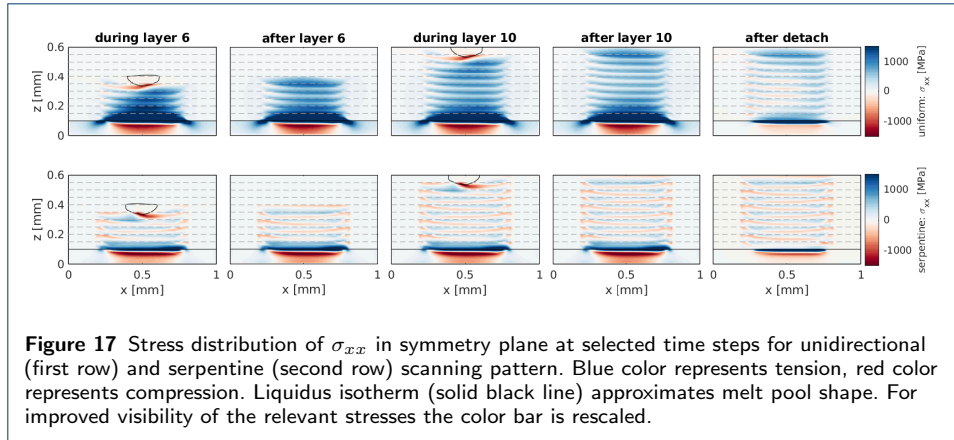 during layer 6
after layer 6
during layer 10
after layer 10
after detach
0.6
0.4
0.2
0
z [mm]
1000
0
-1000
uniform: σxx [MPa]
0.6
0.4
0.2
0
z [mm]
0 0.5 1
0 0.5 1
0 0.5 1
0 0.5 1
0 0.5 1
x [mm]
x [mm]
x [mm]
x [mm]
x [mm]
1000
0
-1000
serpentine: σxx [MPa]
Figure 17 Stress distribution of σxx in symmetry plane at selected time steps for unidirectional
(first row) and serpentine (second row) scanning pattern. Blue color represents tension, red color
represents compression. Liquidus isotherm (solid black line) approximates melt pool shape. For
improved visibility of the relevant stresses the color bar is rescaled.